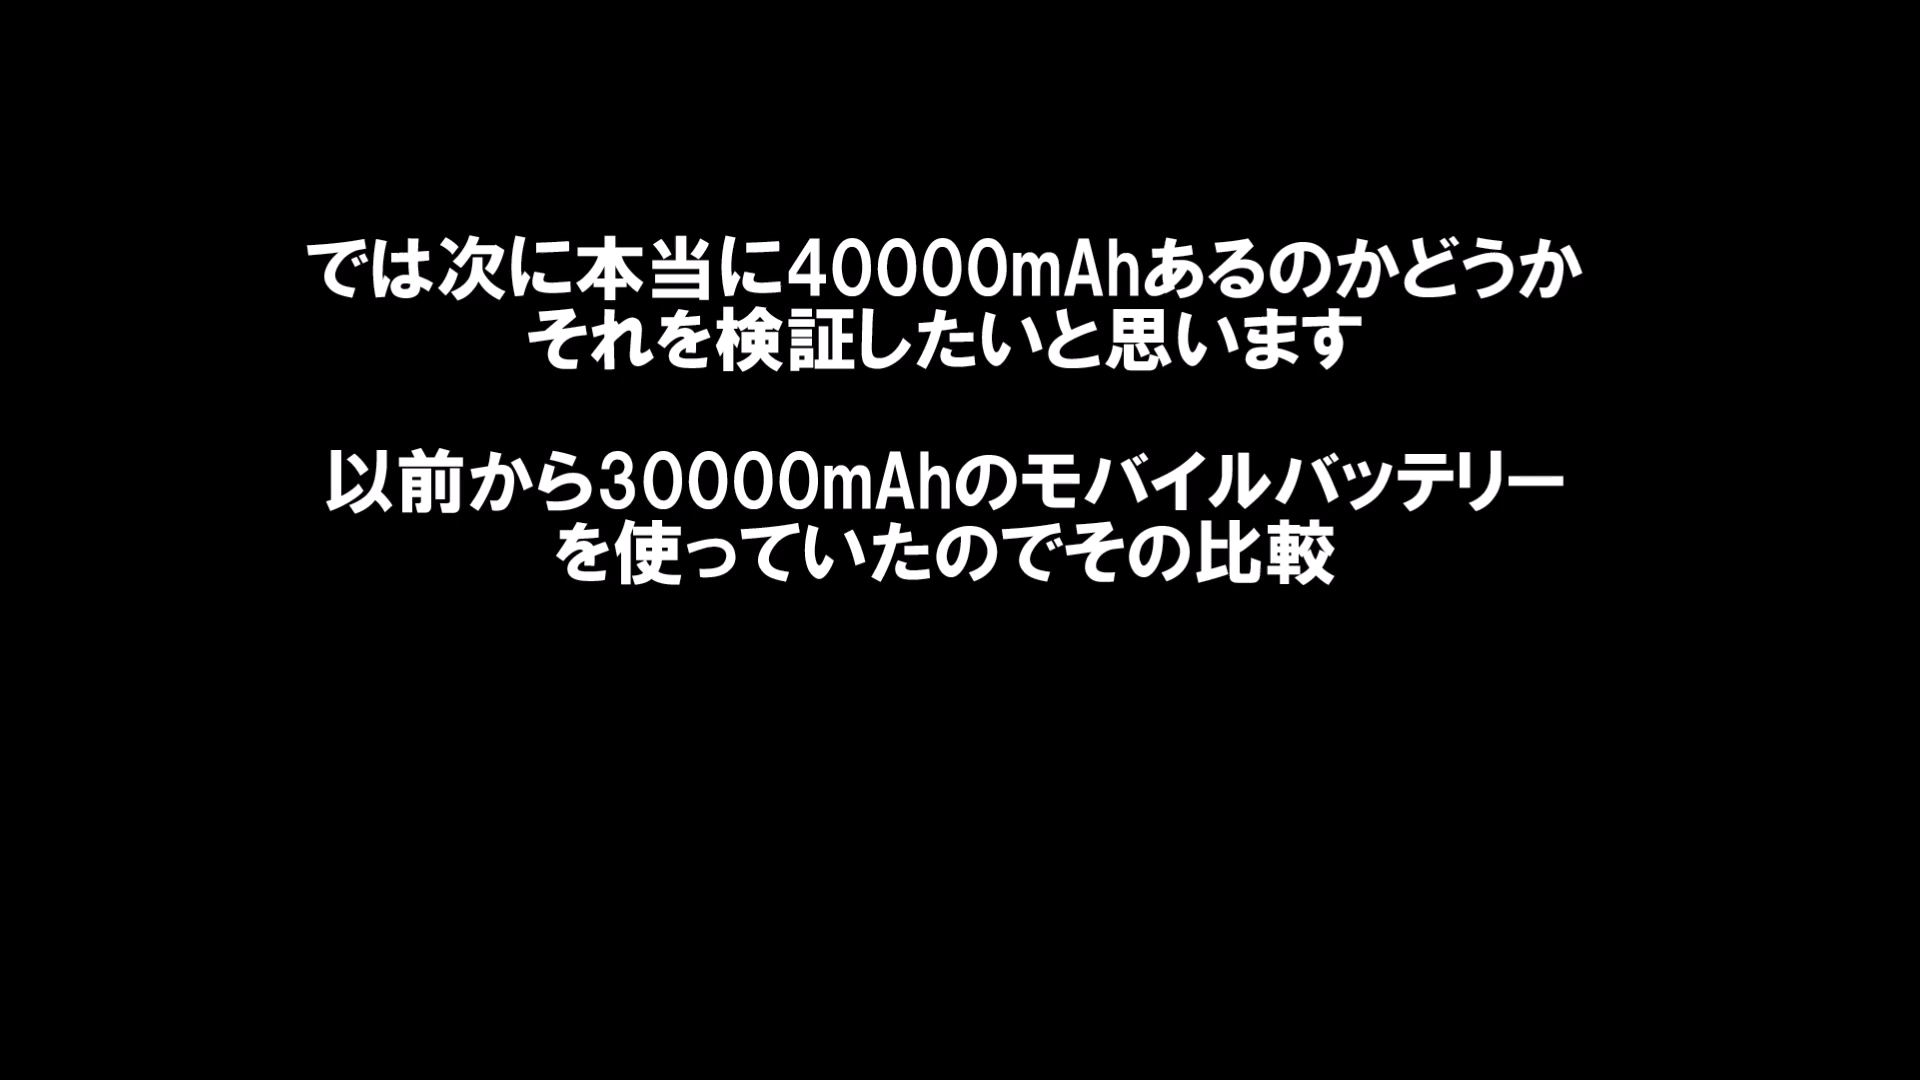 では次に本当に40000mAhあるのかどうか
それを検証したいと思います
以前から30000mAhのモバイルバッテリー
を使っていたのでその比較